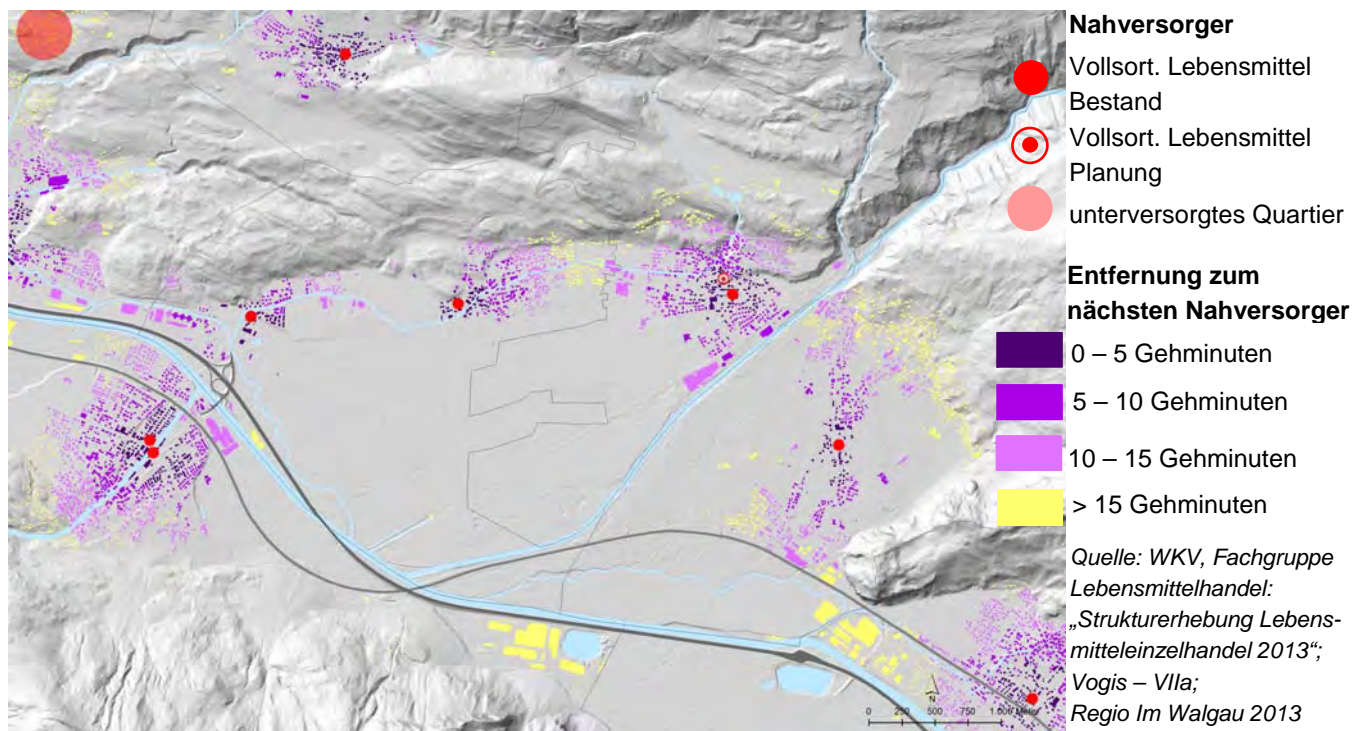 Nahversorger
Vollsort. Lebensmittel
Bestand
Vollsort. Lebensmittel
Planung
unterversorgtes Quartier
Entfernung zum
nächsten Nahversorger
0 – 5 Gehminuten
5 – 10 Gehminuten
10 – 15 Gehminuten
> 15 Gehminuten
Quelle: WKV, Fachgruppe
Lebensmittelhandel:
„Strukturerhebung Lebens-
mitteleinzelhandel 2013“;
Vogis – VIIa;
Regio Im Walgau 2013
N
0 250 500 750 1.000 Meter